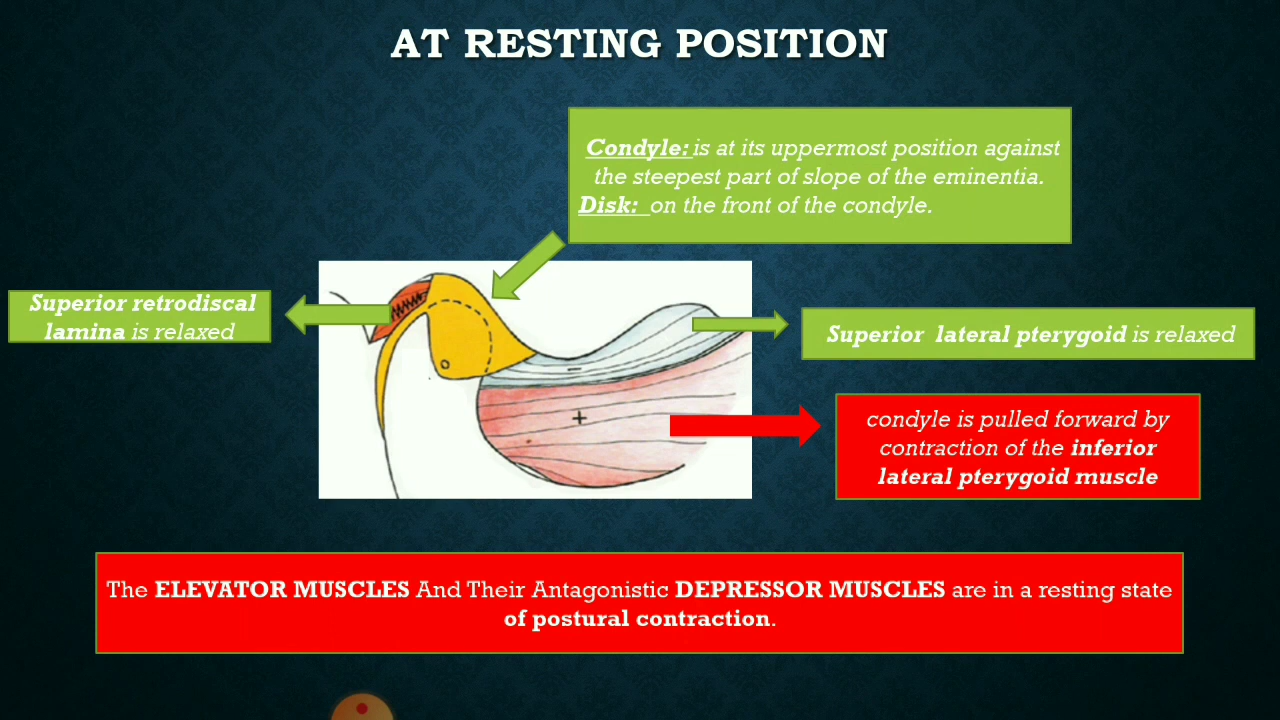 AT RESTING POSITION
Condyle: is at its uppermost position against
the steepest part of slope of the eminentia.
Disk: on the front of the condyle.
Superior retrodiscal
lamina is relaxed
Superior lateral pterygoid is relaxed
condyle is pulled forward by
contraction of the inferior
lateral pterygoid muscle
The ELEVATOR MUSCLES And Their Antagonistic DEPRESSOR MUSCLES are in a resting state
of postural contraction.